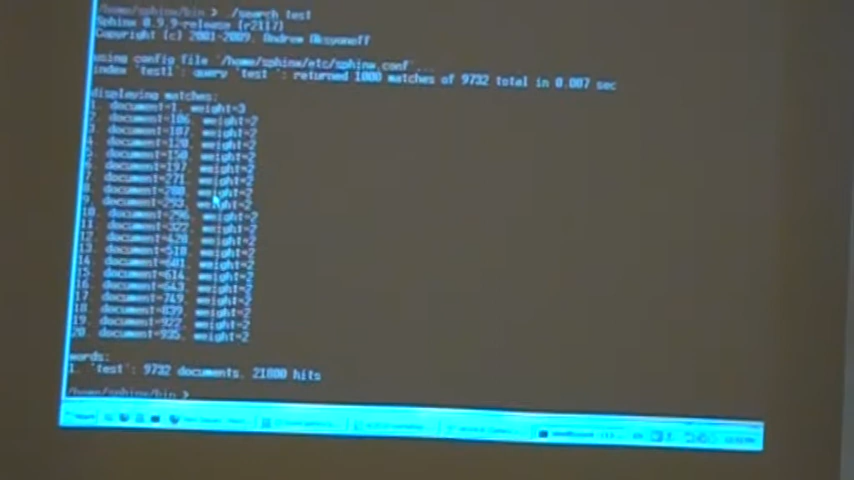 /home/sphinx/bin > ./search test
Sphinx 0.9.9-release (r2117)
Copyright (c) 2001-2009, Andrew Aksyonoff
using config file '/home/sphinx/etc/sphinx.conf'...
index 'test1': query 'test ': returned 1000 matches of 9732 total in 0.007 sec
displaying matches:
1. document=1, weight=3
2. document=106, weight=2
3. document=107, weight=2
4. document=120, weight=2
5. document=150, weight=2
6. document=197, weight=2
7. document=271, weight=2
8. document=280, weight=2
9. document=293, weight=2
10. document=296, weight=2
11. document=327, weight=2
12. document=420, weight=2
13. document=510, weight=2
14. document=601, weight=2
15. document=614, weight=2
16. document=643, weight=2
17. document=749, weight=2
18. document=839, weight=2
19. document=922, weight=2
20. document=935, weight=2
words:
1. 'test': 9732 documents, 21800 hits
/home/sphinx/bin >